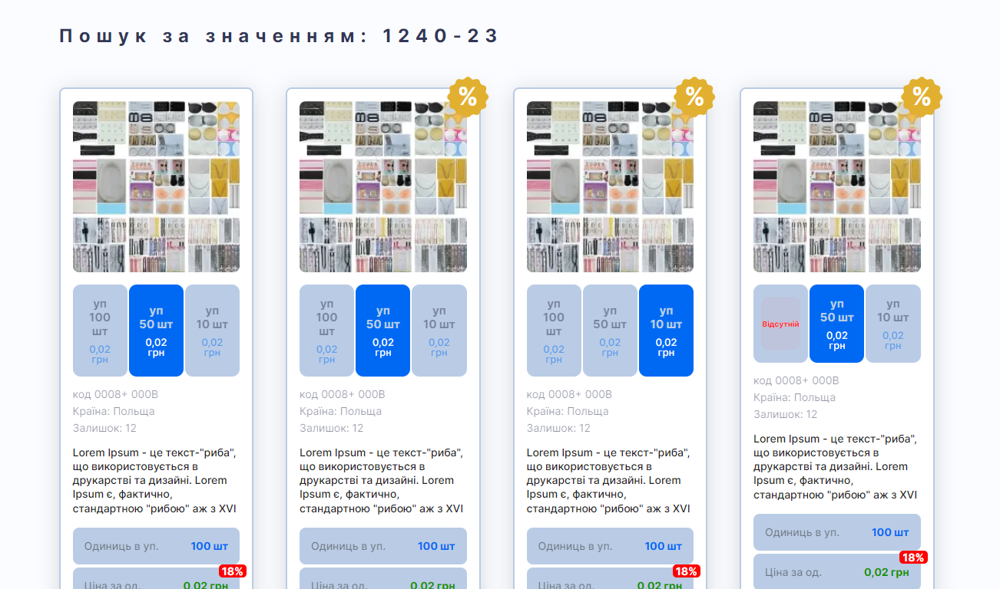 Пошук за значенням: 1240-23
%
%
%
уп
100
шт
0,02
грн
уп
50 шт
0,02
грн
уп
10 шт
0,02
грн
код 0008+ 000B
Країна: Польща
Залишок: 12
Lorem Ipsum - це текст-"риба",
що використовується в
друкарстві та дизайні. Lorem
Ipsum є, фактично,
стандартною "рибою" аж з XVI
Одиниць в уп. 100 шт
18%
Ціна за од. 0,02 грн
уп
100
шт
0,02
грн
уп
50 шт
0,02
грн
уп
10 шт
0,02
грн
код 0008+ 000B
Країна: Польща
Залишок: 12
Lorem Ipsum - це текст-"риба",
що використовується в
друкарстві та дизайні. Lorem
Ipsum є, фактично,
стандартною "рибою" аж з XVI
Одиниць в уп. 100 шт
Ціна за од. 0,02 грн
уп
100
шт
0,02
грн
уп
50 шт
0,02
грн
уп
10 шт
0,02
грн
код 0008+ 000B
Країна: Польща
Залишок: 12
Lorem Ipsum - це текст-"риба",
що використовується в
друкарстві та дизайні. Lorem
Ipsum є, фактично,
стандартною "рибою" аж з XVI
Одиниць в уп. 100 шт
18%
Ціна за од. 0,02 грн
Відсутній
уп
50 шт
0,02
грн
уп
10 шт
0,02
грн
код 0008+ 000B
Країна: Польща
Залишок: 12
Lorem Ipsum - це текст-"риба",
що використовується в
друкарстві та дизайні. Lorem
Ipsum є, фактично,
стандартною "рибою" аж з XVI
Одиниць в уп. 100 шт
18%
Ціна за од. 0,02 грн